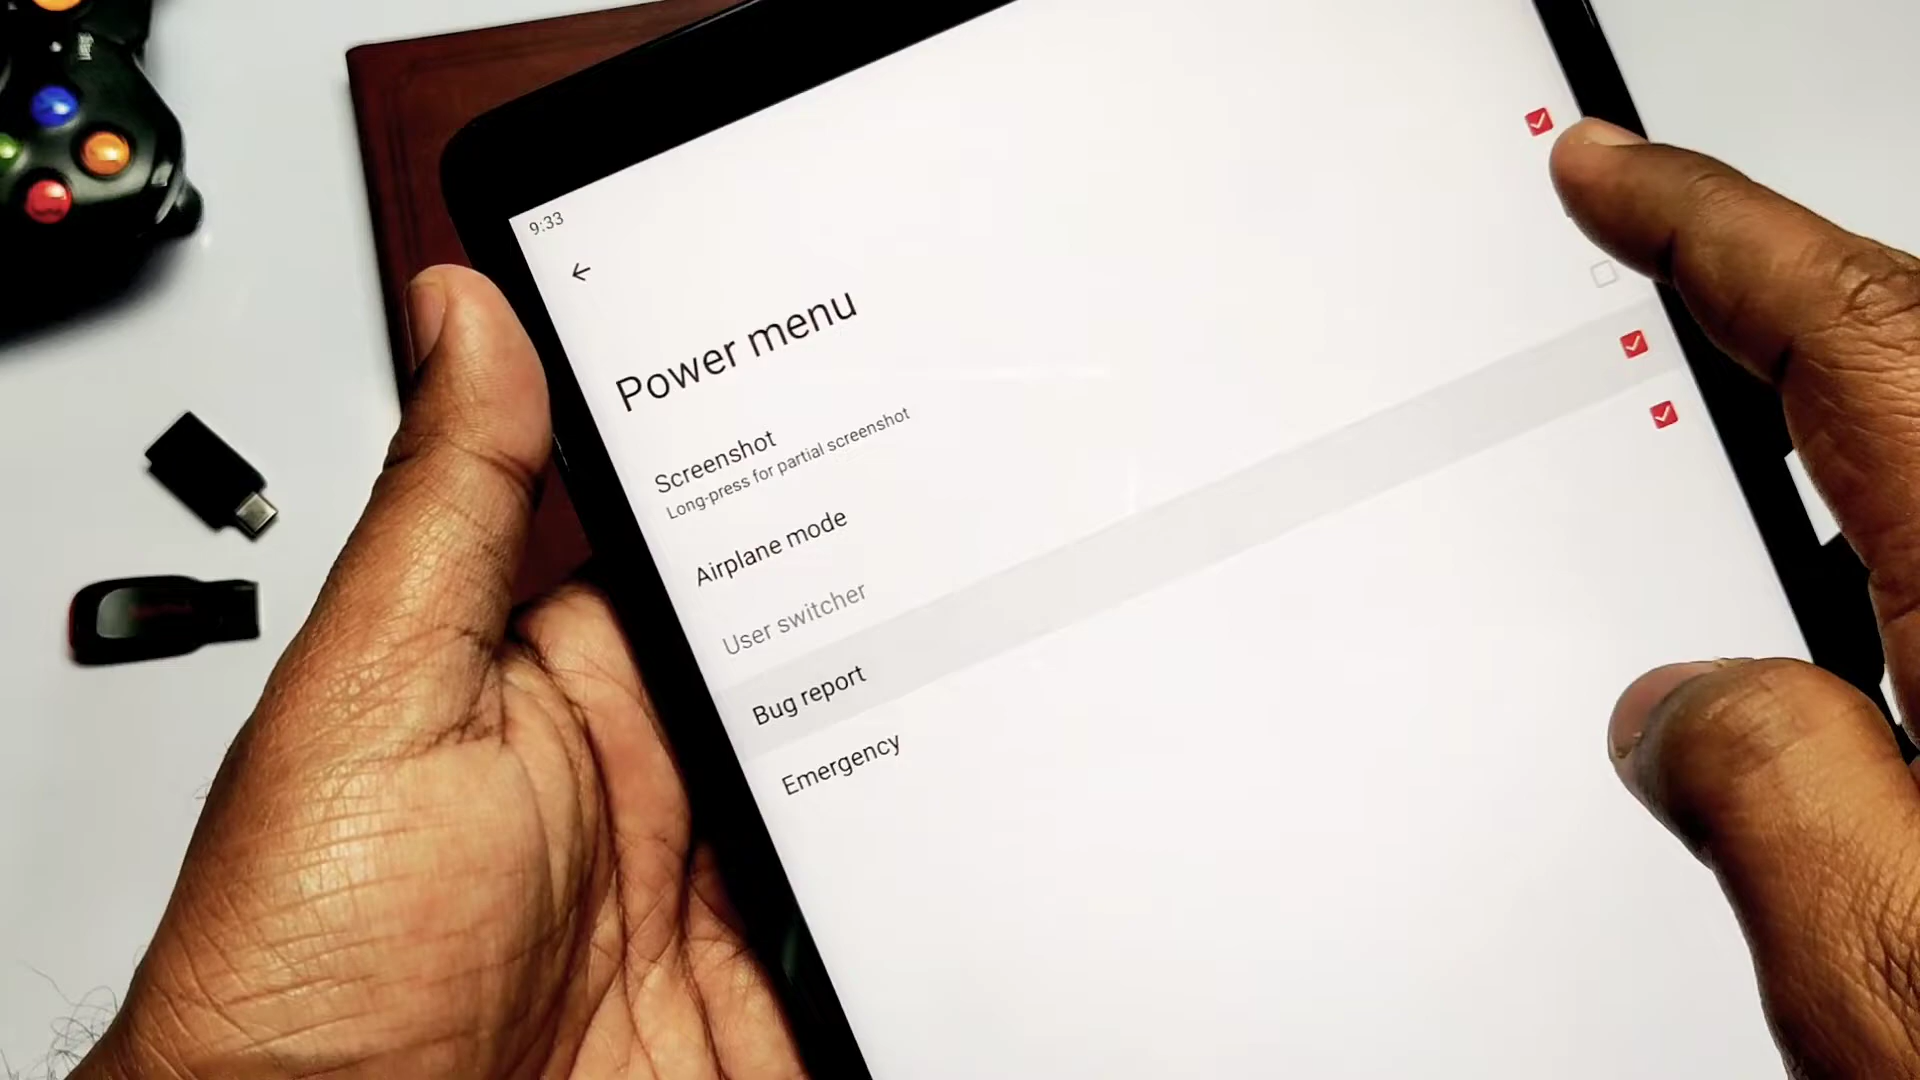 9:33
Power menu
Screenshot
Long-press for partial screenshot
Airplane mode
User switcher
Bug report
Emergency